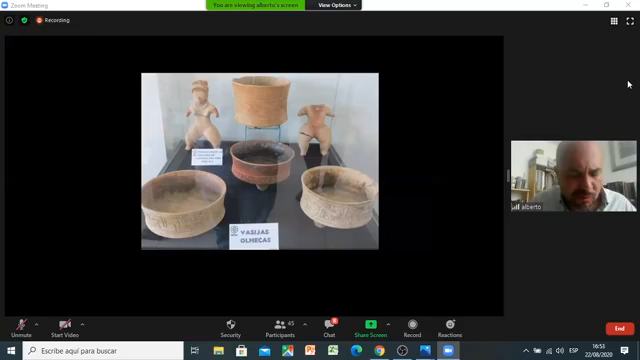 Zoom Meeting
You are viewing alberto's screen
View Options
Recording
VASIJAS
OLMECAS
alberto
Unmute
Start Video
Security
Participants
45
Chat
Share Screen
Record
Reactions
End
Escribe aquí para buscar
ESP
16:53
22/08/2020